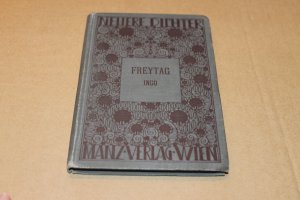 NEUERE DICHTER
FREYTAG
INGO
MANZ-VERLAG-WIEN